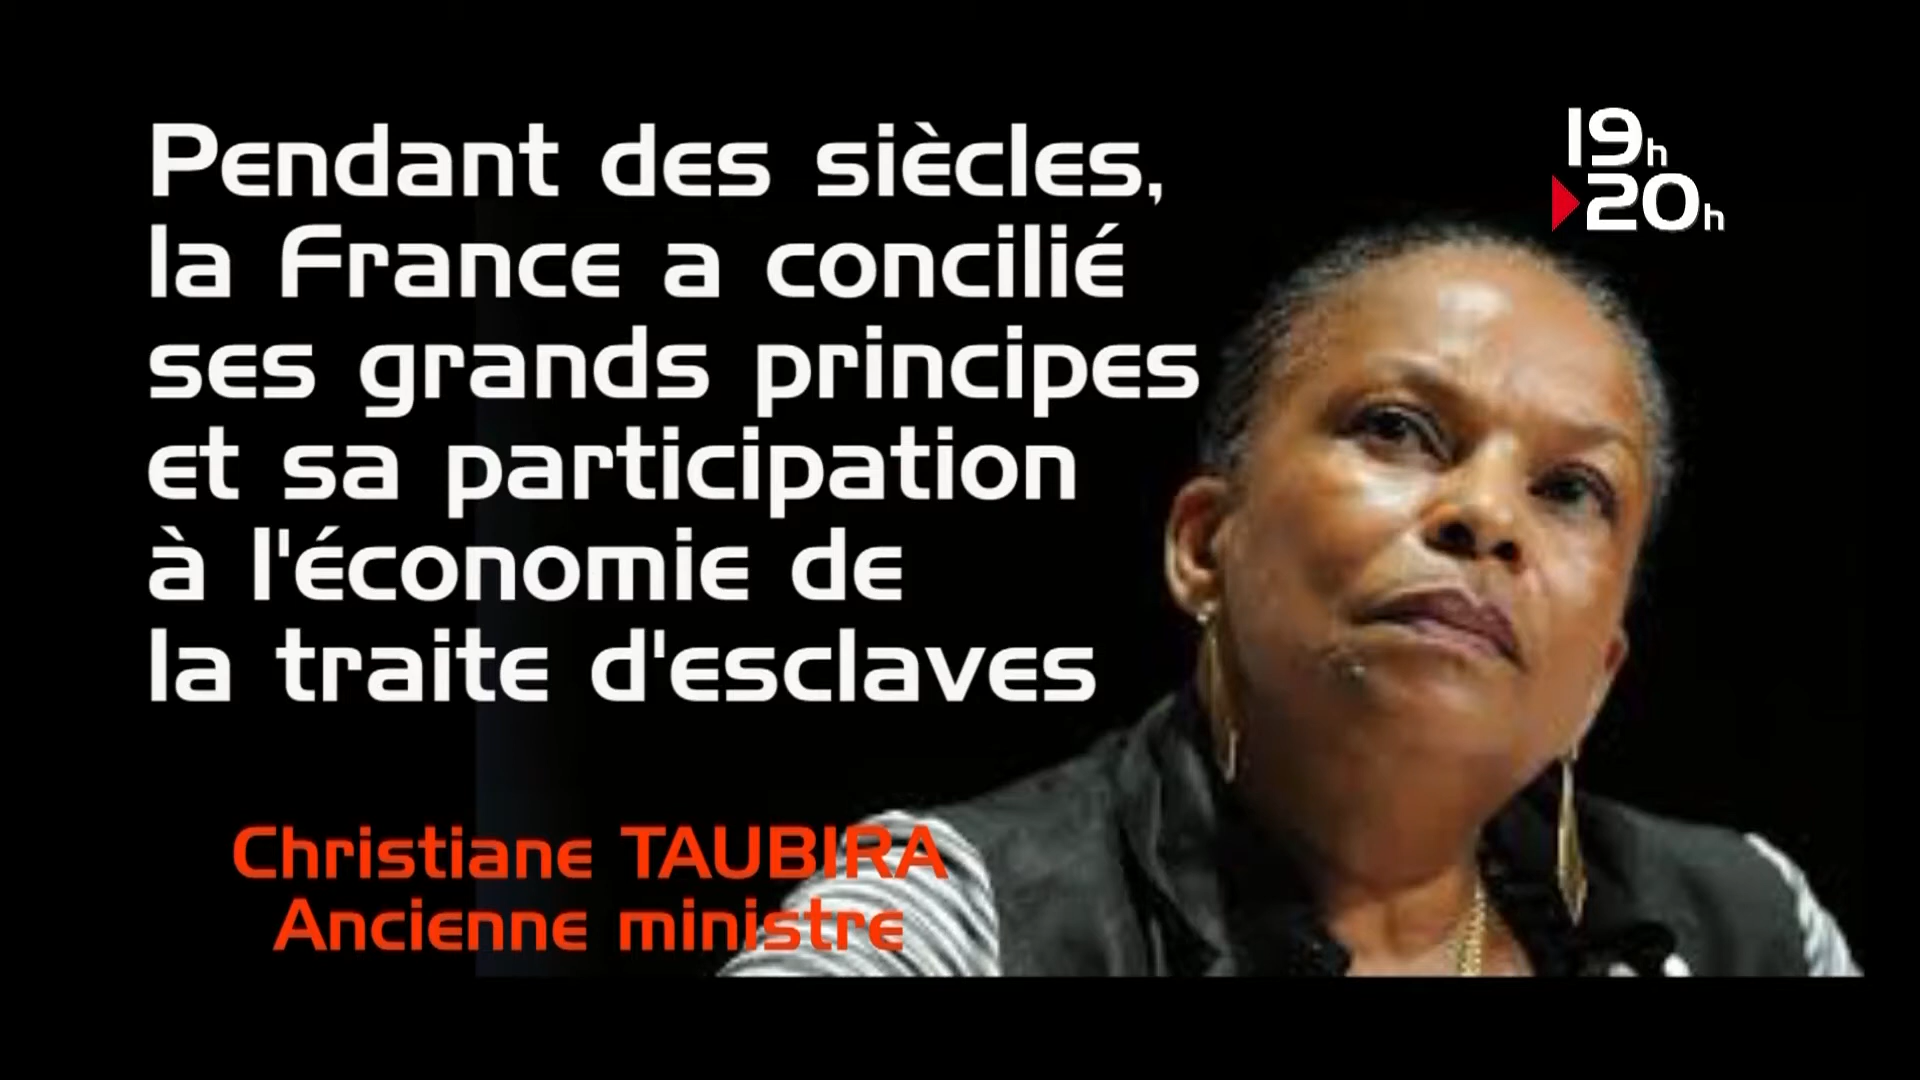 Pendant des siècles,
la France a concilié
ses grands principes
et sa participation
à l'économie de
la traite d'esclaves
Christiane TAUBIRA
Ancienne ministre
19h
20h